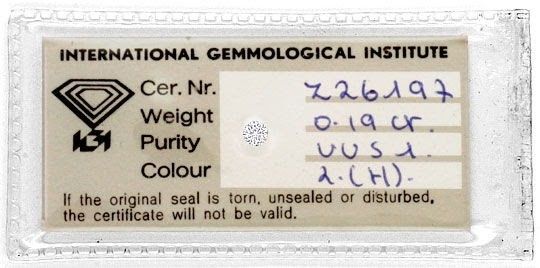 INTERNATIONAL GEMMOLOGICAL INSTITUTE
Cer. Nr. Z26197
Weight 0.19 cr.
Purity VVS 1.
Colour 2.(H).
If the original seal is torn, unsealed or disturbed,
the certificate will not be valid.